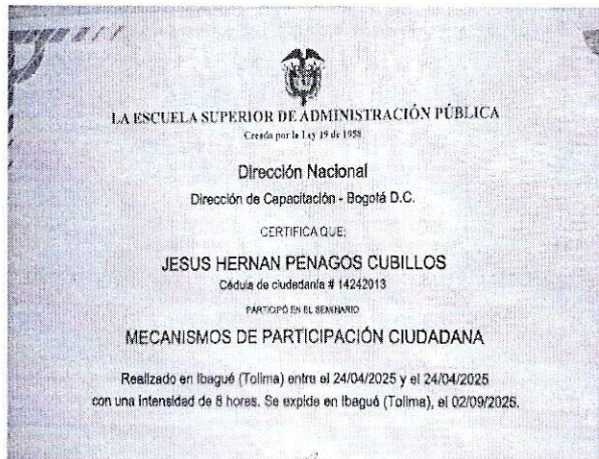 LA ESCUELA SUPERIOR DE ADMINISTRACIÓN PÚBLICA
Creada por la Ley 19 de 1958
Dirección Nacional
Dirección de Capacitación - Bogotá D.C.
CERTIFICA QUE:
JESUS HERNAN PENAGOS CUBILLOS
Cédula de ciudadanía # 14242013
PARTICIPÓ EN EL SEMINARIO
MECANISMOS DE PARTICIPACIÓN CIUDADANA
Realizado en Ibagué (Tolima) entre el 24/04/2025 y el 24/04/2025
con una intensidad de 8 horas. Se expide en Ibagué (Tolima), el 02/09/2025.